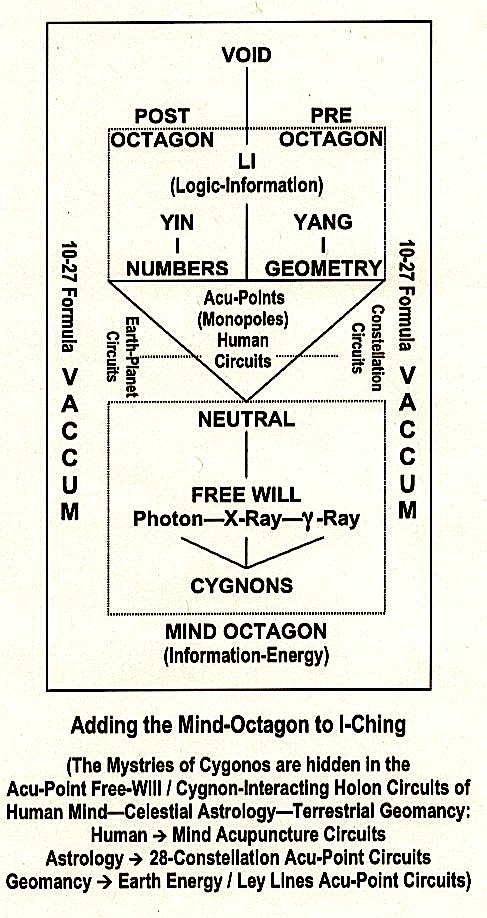 VOID
POST PRE
OCTAGON OCTAGON
LI
(Logic-Information)
YIN YANG
NUMBERS GEOMETRY
Acu-Points
(Monopoles)
Human
Circuits
Earth-Planet
Circuits
Constellation
Circuits
10-27 Formula VACCUM
10-27 Formula VACCUM
NEUTRAL
FREE WILL
Photon—X-Ray—γ-Ray
CYGNONS
MIND OCTAGON
(Information-Energy)
Adding the Mind-Octagon to I-Ching
(The Mystries of Cygonos are hidden in the
Acu-Point Free-Will / Cygnon-Interacting Holon Circuits of
Human Mind—Celestial Astrology—Terrestrial Geomancy:
Human → Mind Acupuncture Circuits
Astrology → 28-Constellation Acu-Point Circuits
Geomancy → Earth Energy / Ley Lines Acu-Point Circuits)